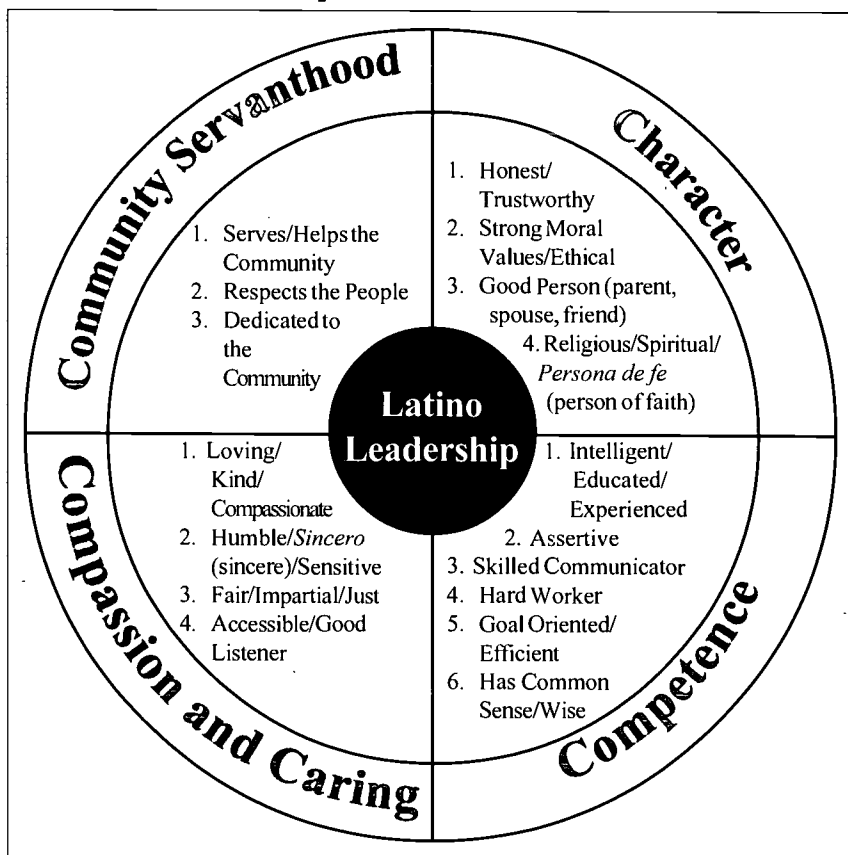 Community Servanthood
1. Serves/Helps the
Community
2. Respects the People
3. Dedicated to
the
Community
Character
1. Honest/
Trustworthy
2. Strong Moral
Values/Ethical
3. Good Person (parent,
spouse, friend)
4. Religious/Spiritual/
Persona de fe
(person of faith)
Latino
Leadership
Compassion and Caring
1. Loving/
Kind/
Compassionate
2. Humble/Sincero
(sincere)/Sensitive
3. Fair/Impartial/Just
4. Accessible/Good
Listener
Competence
1. Intelligent/
Educated/
Experienced
2. Assertive
3. Skilled Communicator
4. Hard Worker
5. Goal Oriented/
Efficient
6. Has Common
Sense/Wise